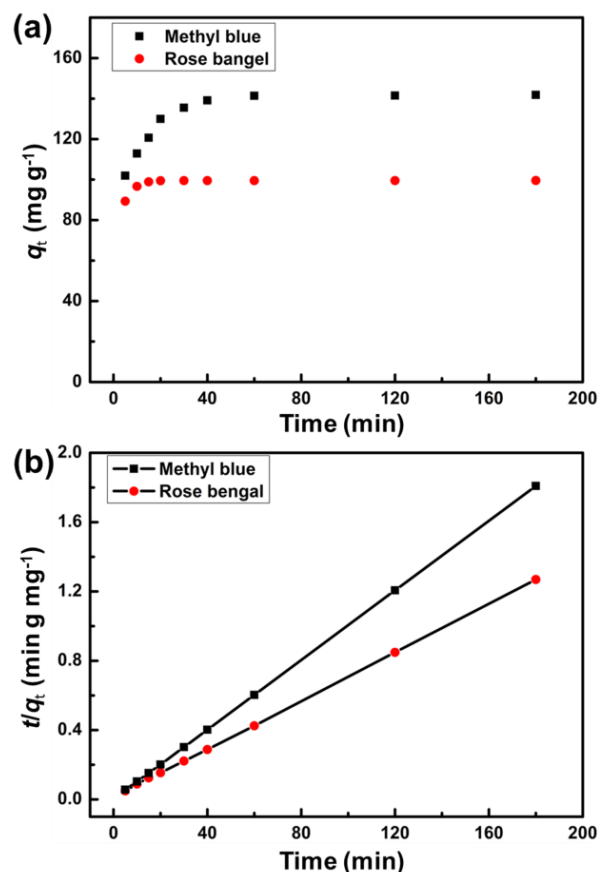 (a)
Methyl blue
Rose bangel
160
120
80
40
0
qt (mg g-1)
0 40 80 120 160 200
Time (min)
(b)
Methyl blue
Rose bengal
2.0
1.6
1.2
0.8
0.4
0.0
t/qt (min g mg-1)
0 40 80 120 160 200
Time (min)